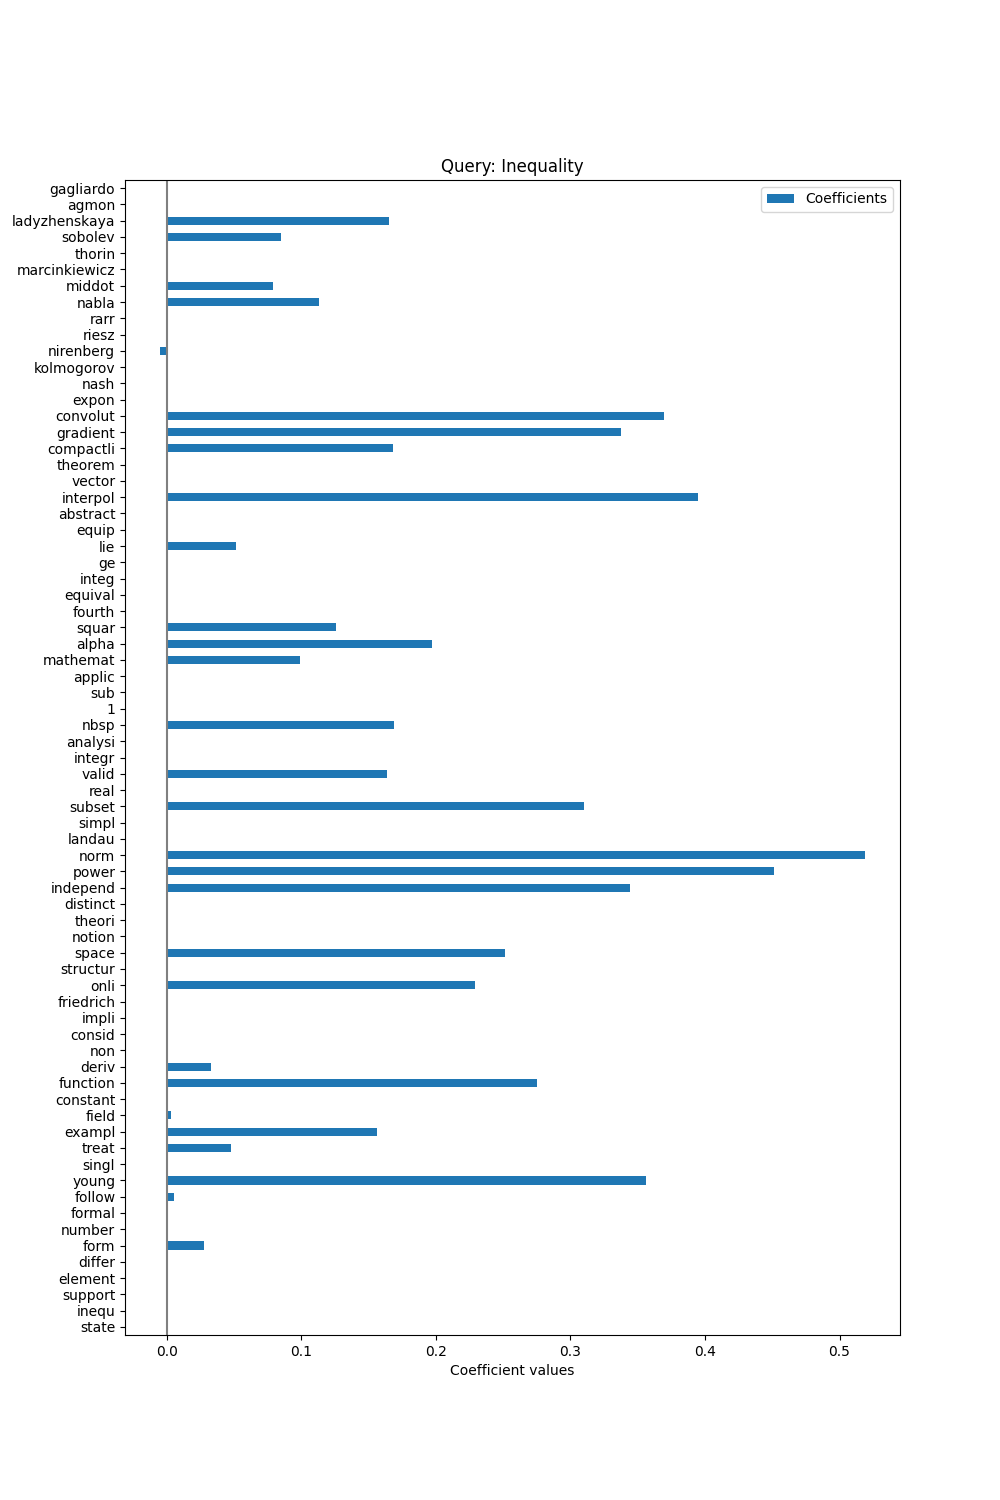 Query: Inequality
Coefficients
gagliardo
agmon
ladyzhenskaya
sobolev
thorin
marcinkiewicz
middot
nabla
rarr
riesz
nirenberg
kolmogorov
nash
expon
convolut
gradient
compactli
theorem
vector
interpol
abstract
equip
lie
ge
integ
equival
fourth
squar
alpha
mathemat
applic
sub
1
nbsp
analysi
integr
valid
real
subset
simpl
landau
norm
power
independ
distinct
theori
notion
space
structur
onli
friedrich
impli
consid
non
deriv
function
constant
field
exampl
treat
singl
young
follow
formal
number
form
differ
element
support
inequ
state
0.0 0.1 0.2 0.3 0.4 0.5
Coefficient values